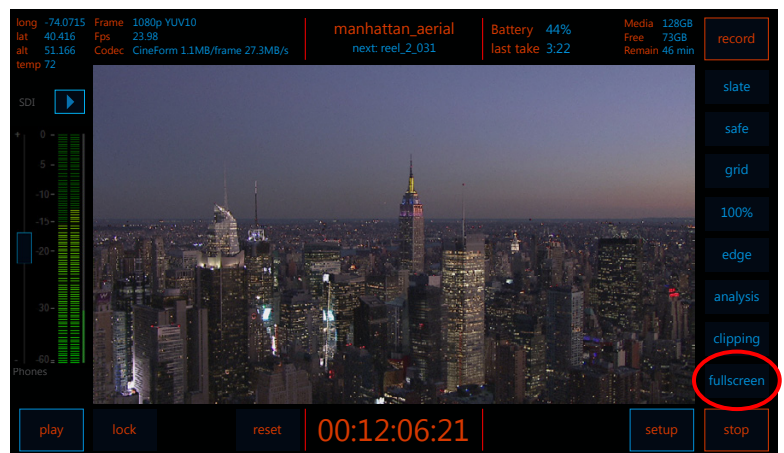 long -74.0715
lat 40.416
alt 51.166
temp 72
Frame 1080p YUV10
Fps 23.98
Codec CineForm 1.1MB/frame 27.3MB/s
manhattan_aerial
next: reel_2_031
Battery 44%
last take 3:22
Media 128GB
Free 73GB
Remain 46 min
record
SDI
slate
safe
grid
100%
edge
analysis
clipping
fullscreen
+ 0 -
5 -
-10-
-15-
-20-
-30-
- -60-
Phones
play
lock
reset
00:12:06:21
setup
stop